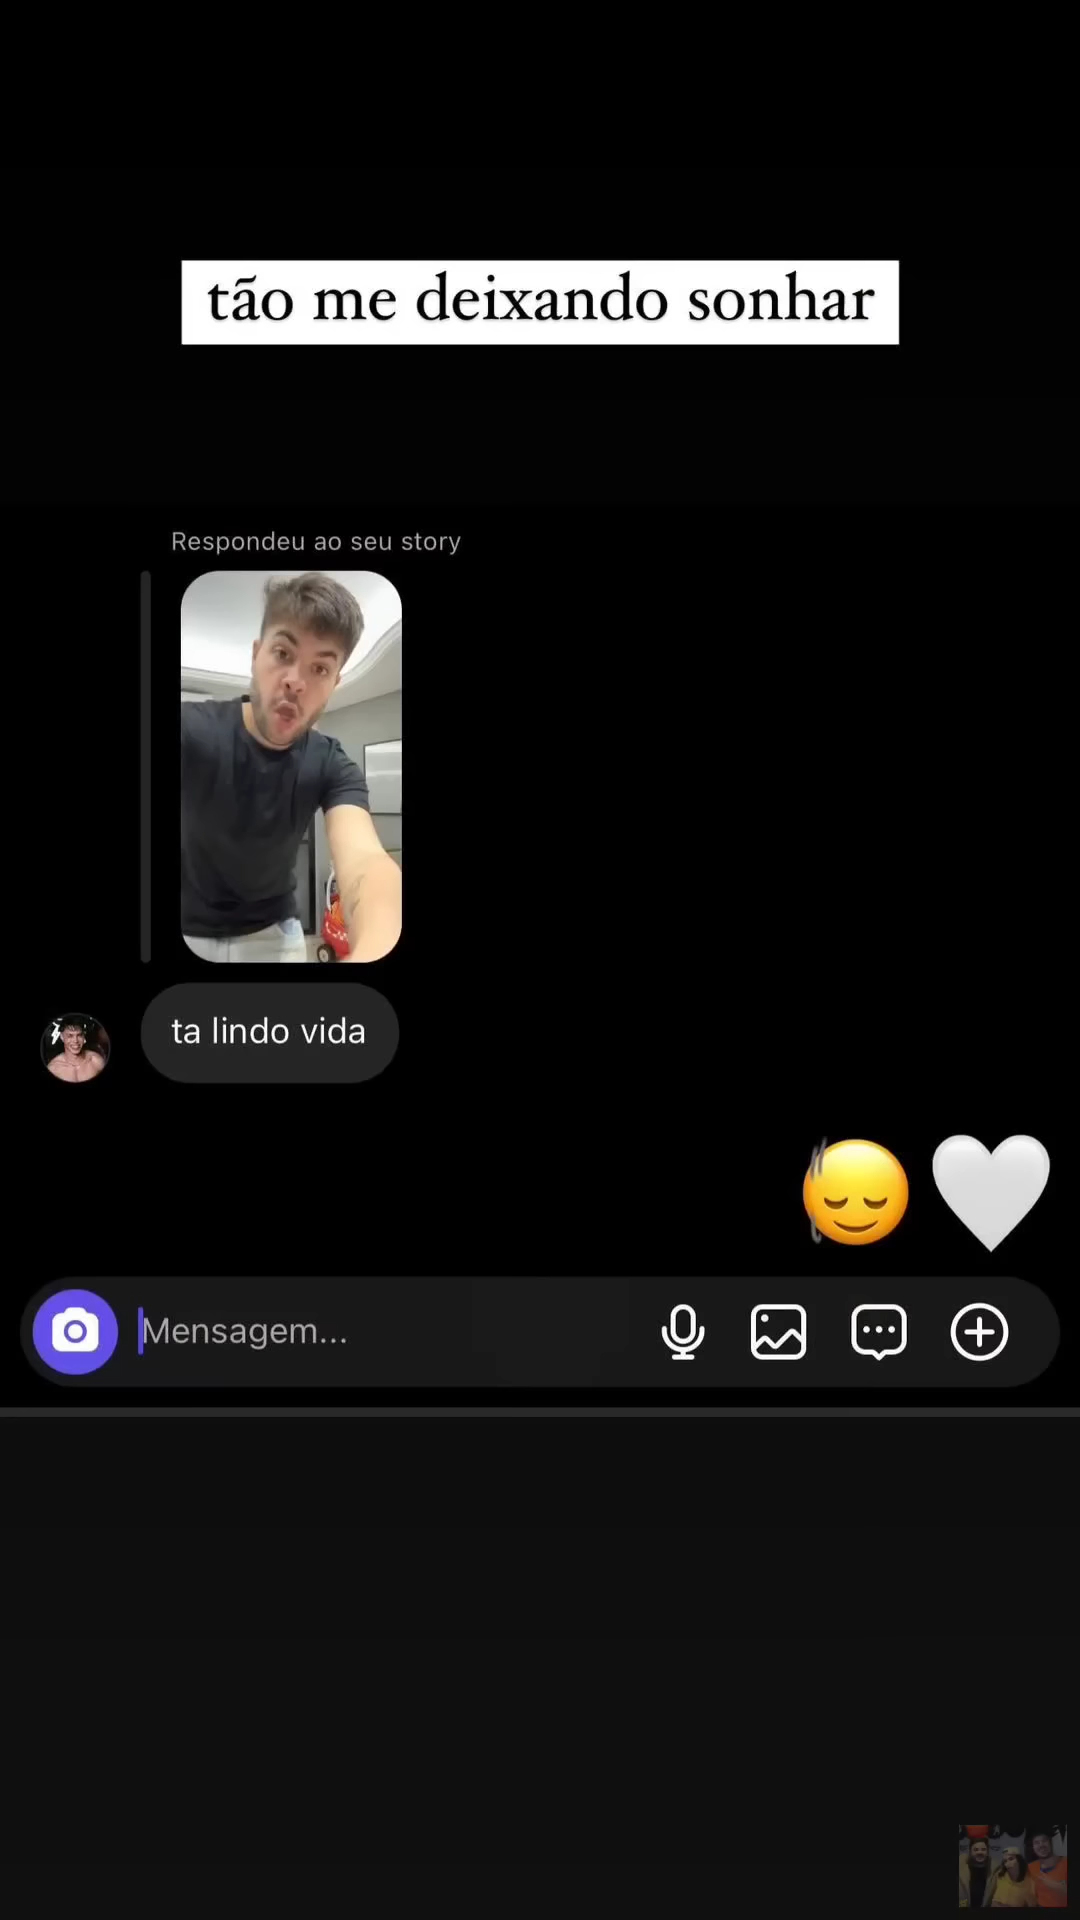 tão me deixando sonhar
Respondeu ao seu story
ta lindo vida
Mensagem...